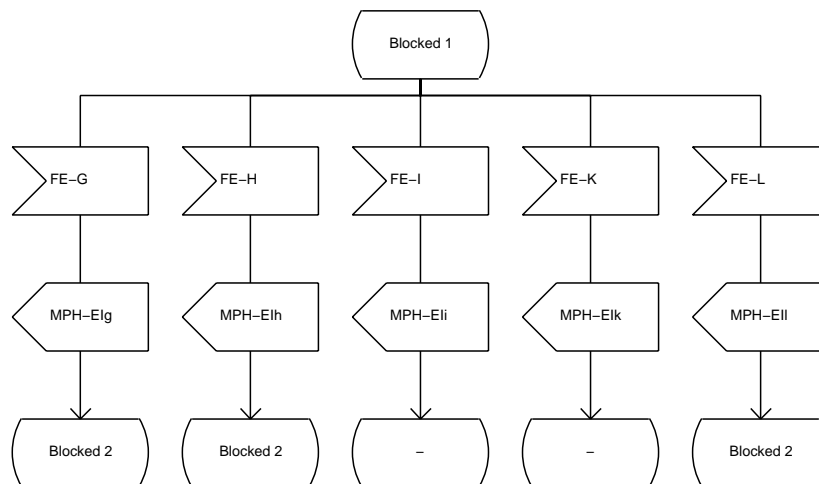 Blocked 1
FE−G FE−H FE−I FE−K FE−L
MPH−EIg MPH−EIh MPH−EIi MPH−EIk MPH−EIl
Blocked 2 Blocked 2 − − Blocked 2